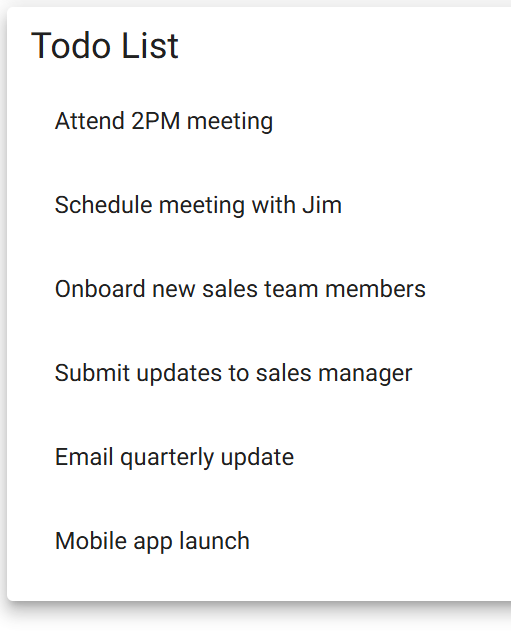 Todo List
Attend 2PM meeting
Schedule meeting with Jim
Onboard new sales team members
Submit updates to sales manager
Email quarterly update
Mobile app launch